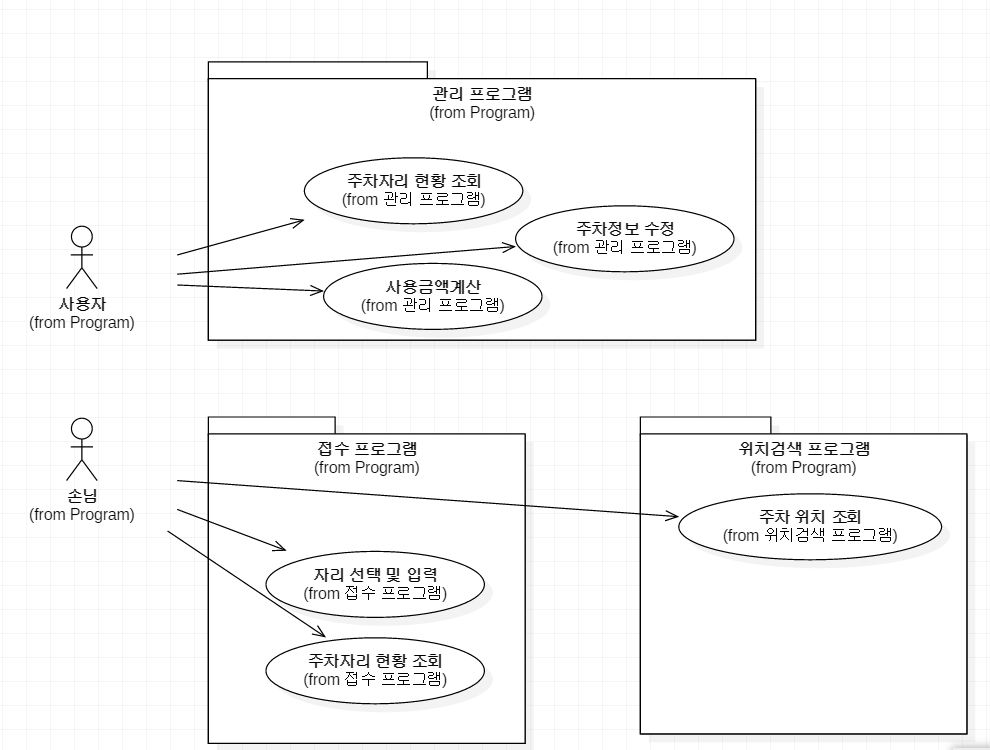 관리 프로그램
(from Program)
주차자리 현황 조회
(from 관리 프로그램)
주차정보 수정
(from 관리 프로그램)
사용금액계산
(from 관리 프로그램)
사용자
(from Program)
손님
(from Program)
접수 프로그램
(from Program)
자리 선택 및 입력
(from 접수 프로그램)
주차자리 현황 조회
(from 접수 프로그램)
위치검색 프로그램
(from Program)
주차 위치 조회
(from 위치검색 프로그램)